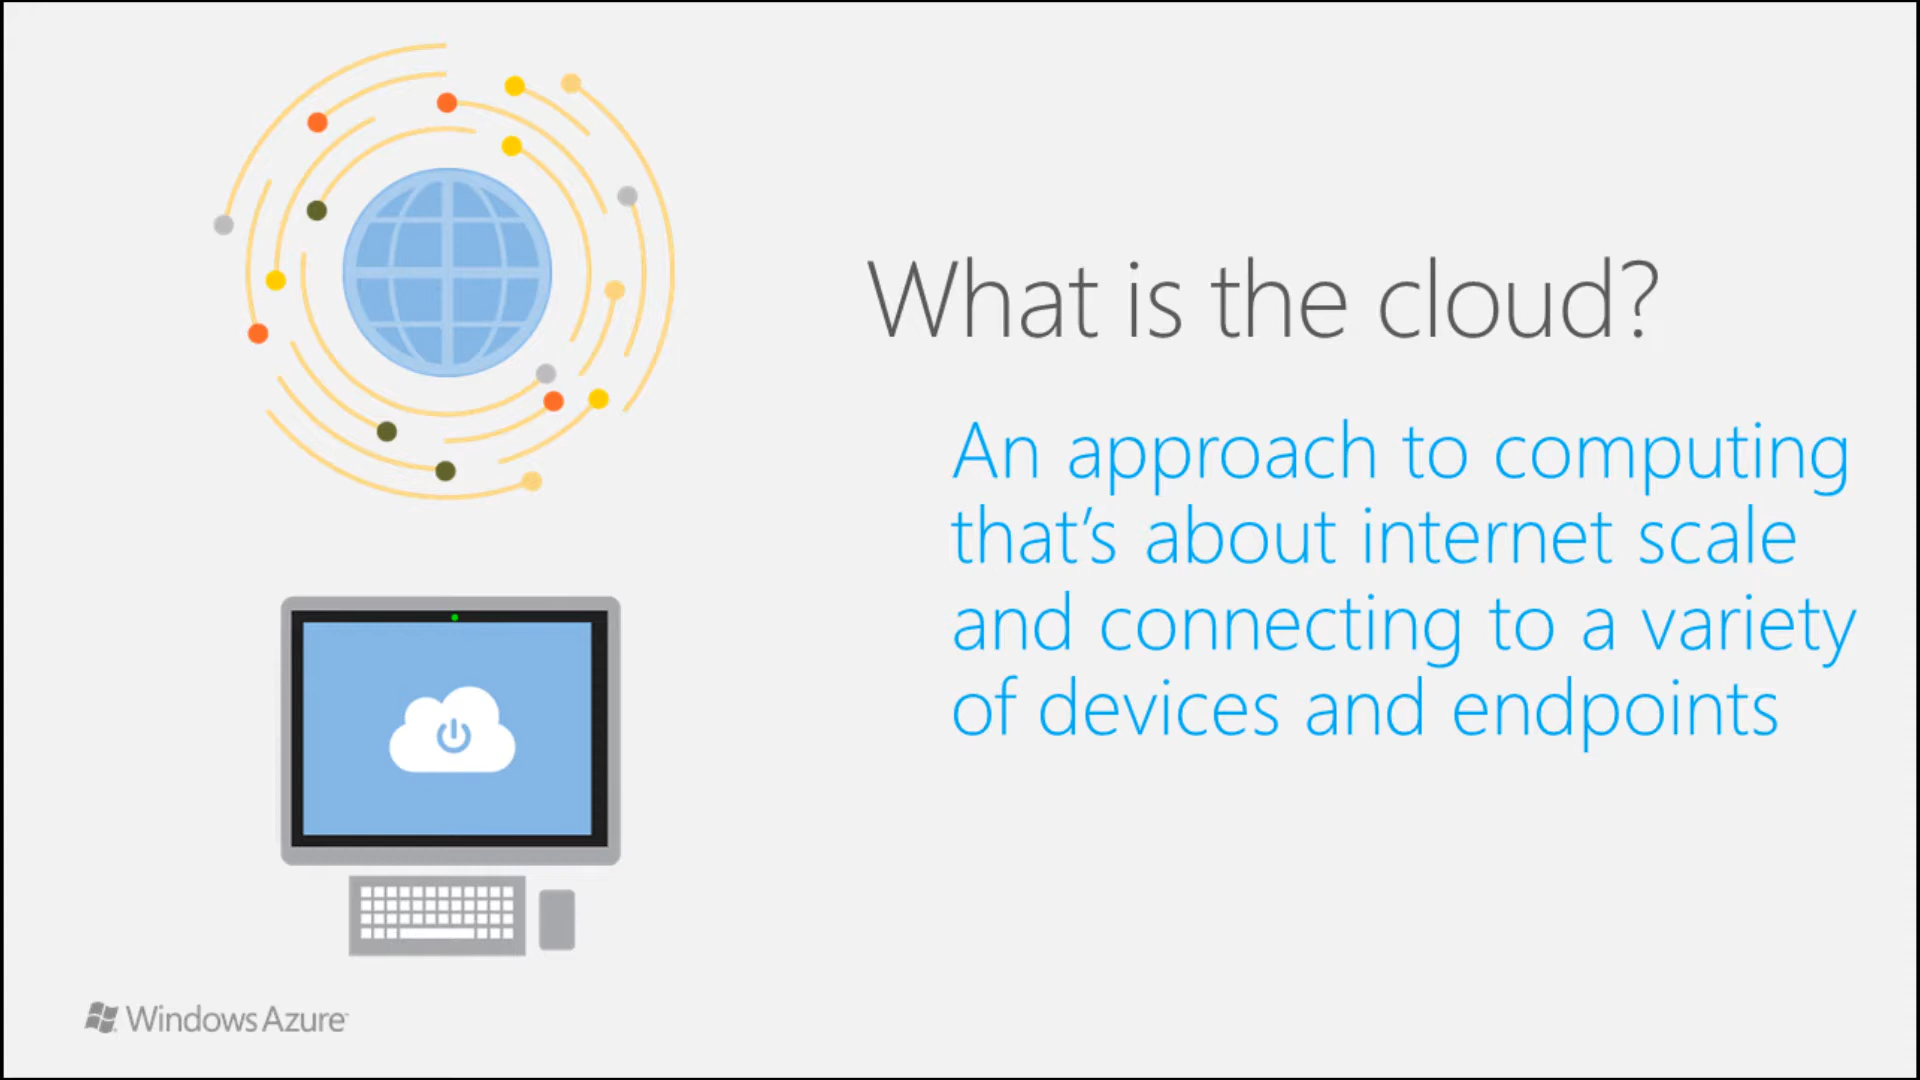 What is the cloud?
An approach to computing
that's about internet scale
and connecting to a variety
of devices and endpoints
Windows Azure